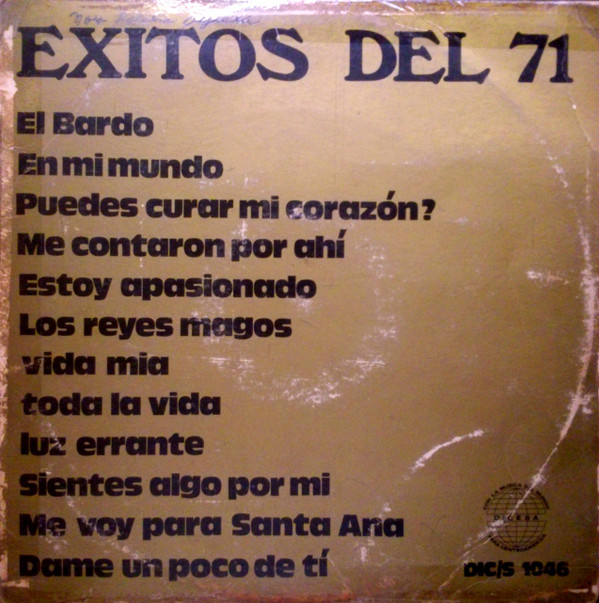 EXITOS DEL 71
El Bardo
En mi mundo
Puedes curar mi corazón?
Me contaron por ahí
Estoy apasionado
Los reyes magos
vida mia
toda la vida
luz errante
Sientes algo por mi
Me voy para Santa Ana
Dame un poco de tí
DICESA
DIC/S 1046